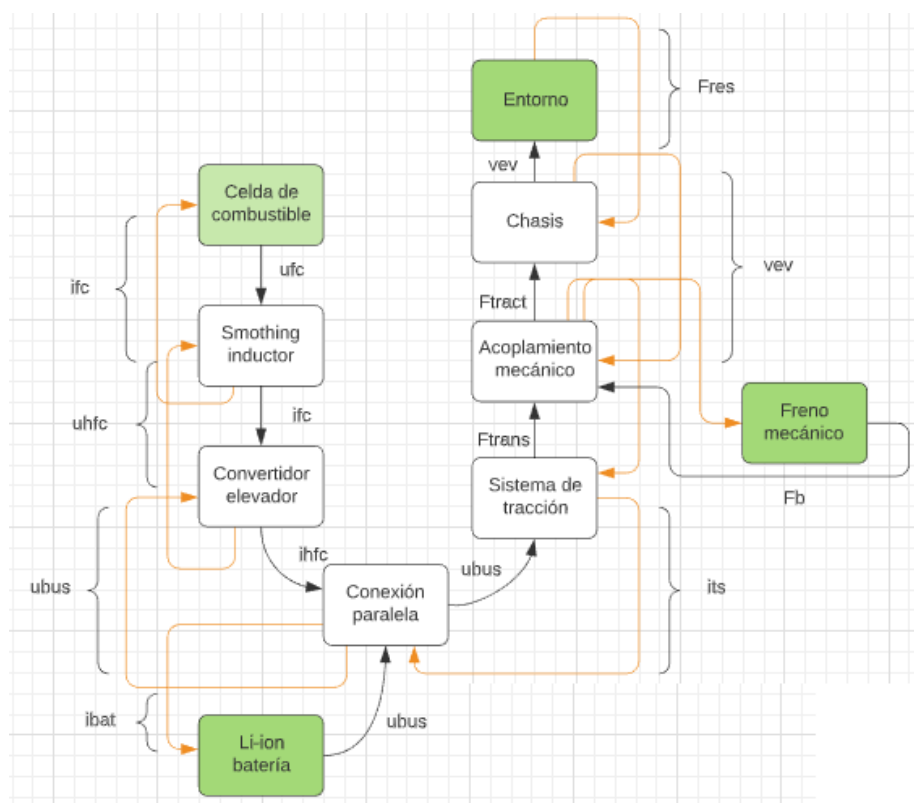 Entorno
Fres
vev
Celda de
combustible
Chasis
ufc
ifc
vev
Ftract
Smothing
inductor
Acoplamiento
mecánico
uhfc
ifc
Freno
mecánico
Ftrans
Convertidor
elevador
Sistema de
tracción
Fb
ihfc
ubus
ubus
its
Conexión
paralela
ibat
ubus
Li-ion
batería